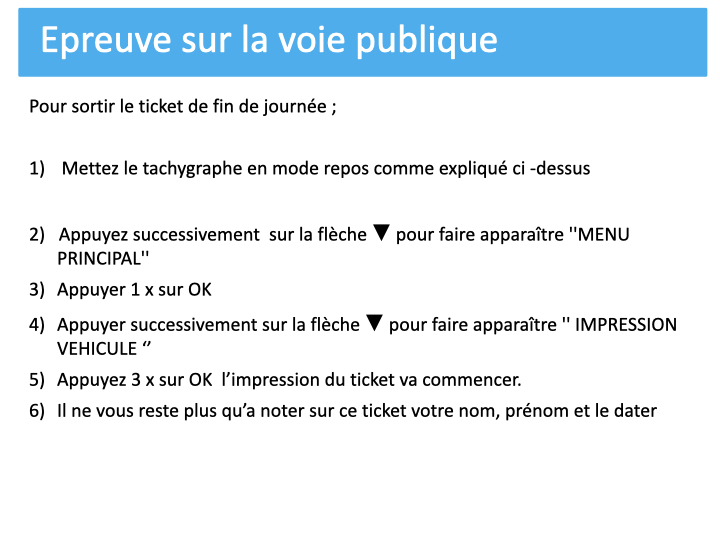 Epreuve sur la voie publique
Pour sortir le ticket de fin de journée ;
1) Mettez le tachygraphe en mode repos comme expliqué ci -dessus
2) Appuyez successivement sur la flèche ▼ pour faire apparaître ''MENU
PRINCIPAL''
3) Appuyer 1 x sur OK
4) Appuyer successivement sur la flèche ▼ pour faire apparaître '' IMPRESSION
VEHICULE ‘’
5) Appuyez 3 x sur OK l’impression du ticket va commencer.
6) Il ne vous reste plus qu’a noter sur ce ticket votre nom, prénom et le dater